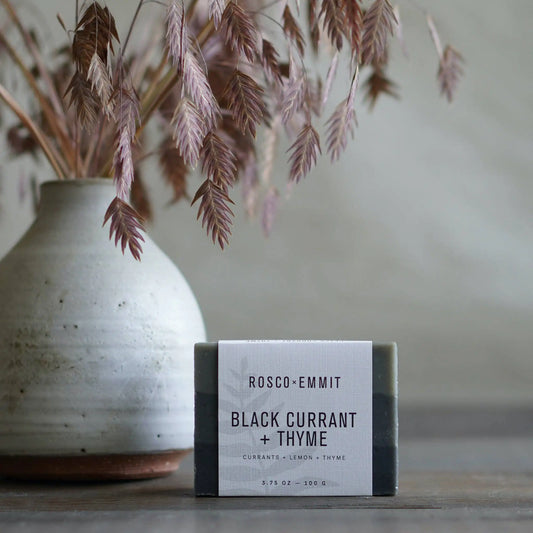 ROSCO × EMMIT
BLACK CURRANT
+ THYME
CURRANTS + LEMON + THYME
3.75 OZ — 100 G